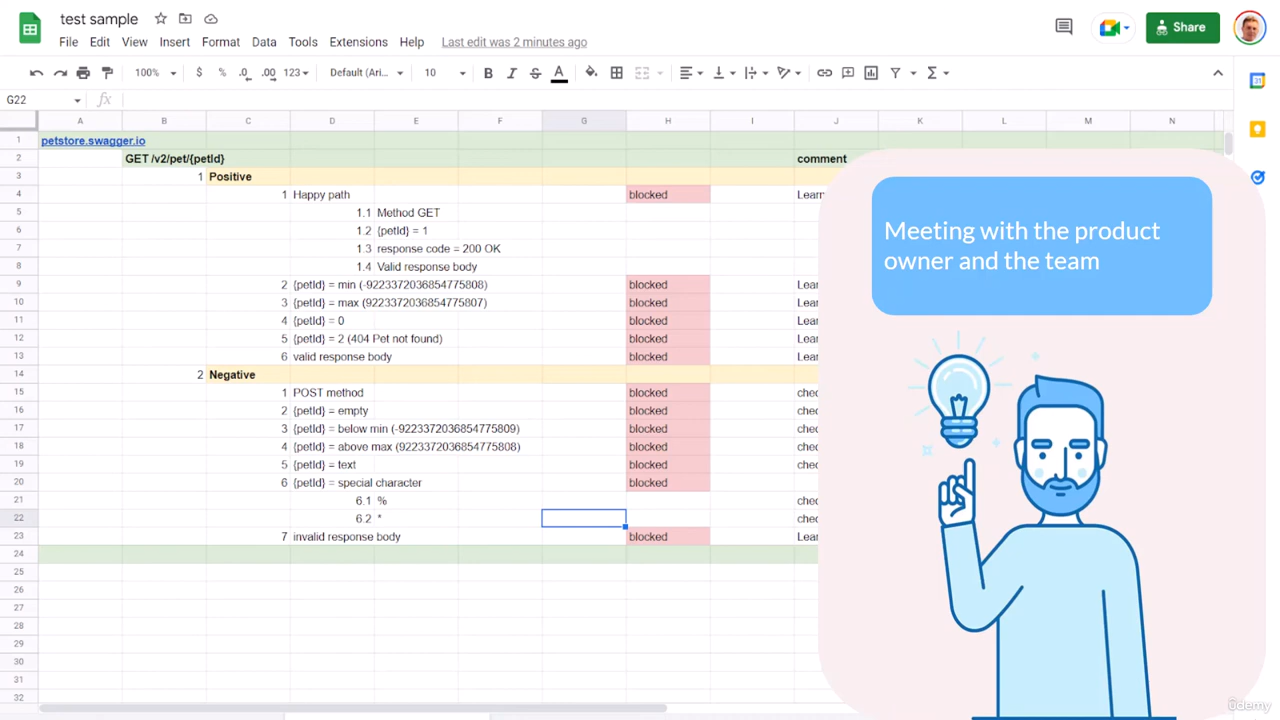 test sample
File Edit View Insert Format Data Tools Extensions Help Last edit was 2 minutes ago
Share
100% $ % .0 .00 123 Default (Ari... 10 B I S A
31
G22 fx
A B C D E F G H I J K L M N
1 petstore.swagger.io
2 GET /v2/pet/{petId} comment
3 1 Positive
4 1 Happy path blocked Learn
5 1.1 Method GET
6 1.2 {petId} = 1
7 1.3 response code = 200 OK
8 1.4 Valid response body
9 2 {petId} = min (-9223372036854775808) blocked Lear
10 3 {petId} = max (9223372036854775807) blocked Lear
11 4 {petId} = 0 blocked Lear
12 5 {petId} = 2 (404 Pet not found) blocked Lear
13 6 valid response body blocked Lear
14 2 Negative
15 1 POST method blocked chec
16 2 {petId} = empty blocked chec
17 3 {petId} = below min (-9223372036854775809) blocked chec
18 4 {petId} = above max (9223372036854775808) blocked chec
19 5 {petId} = text blocked chec
20 6 {petId} = special character blocked
21 6.1 % chec
22 6.2 * chec
23 7 invalid response body blocked Lear
24
25
26
27
28
29
30
31
32
Meeting with the product
owner and the team
ûdemy